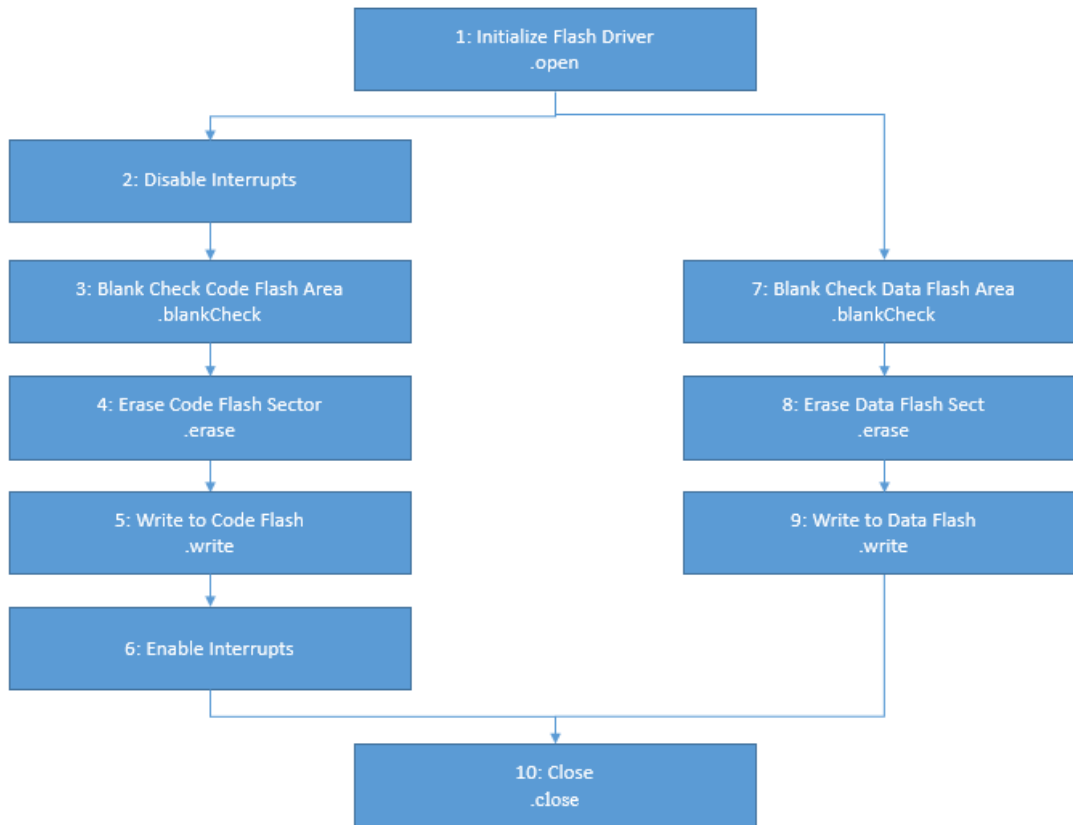 1: Initialize Flash Driver
.open
2: Disable Interrupts
3: Blank Check Code Flash Area
.blankCheck
4: Erase Code Flash Sector
.erase
5: Write to Code Flash
.write
6: Enable Interrupts
7: Blank Check Data Flash Area
.blankCheck
8: Erase Data Flash Sect
.erase
9: Write to Data Flash
.write
10: Close
.close